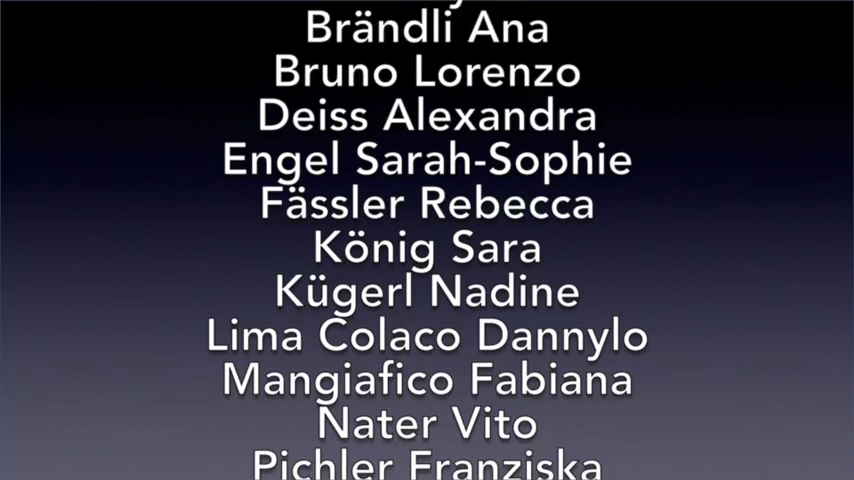 Brändli Ana
Bruno Lorenzo
Deiss Alexandra
Engel Sarah-Sophie
Fässler Rebecca
König Sara
Kügerl Nadine
Lima Colaco Dannylo
Mangiafico Fabiana
Nater Vito
Pichler Franziska